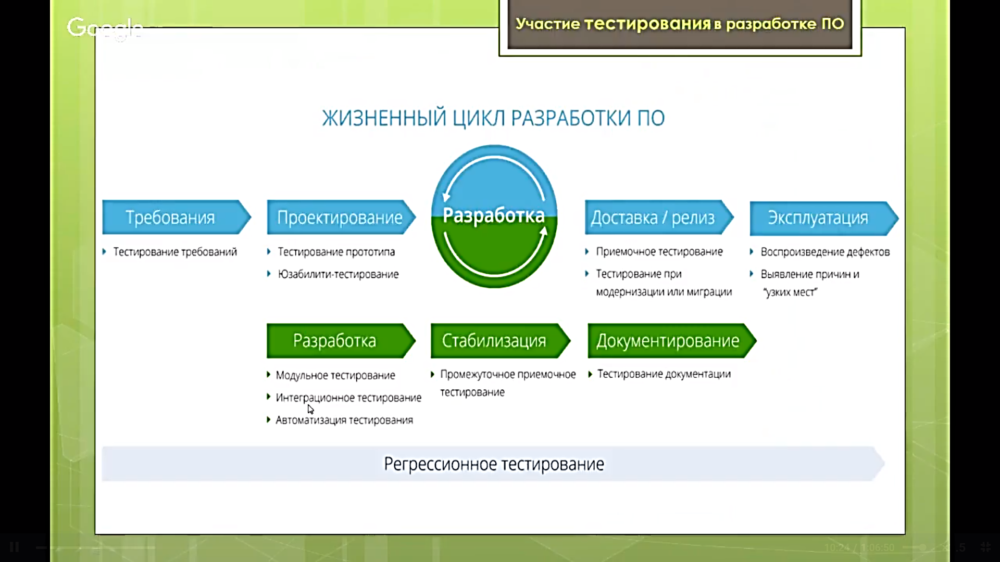 Google
Участие тестирования в разработке ПО
ЖИЗНЕННЫЙ ЦИКЛ РАЗРАБОТКИ ПО
Требования
Тестирование требований
Проектирование
Тестирование прототипа
Юзабилити-тестирование
Разработка
Доставка / релиз
Приемочное тестирование
Тестирование при
модернизации или миграции
Эксплуатация
Воспроизведение дефектов
Выявление причин и
“узких мест”
Разработка
Модульное тестирование
Интеграционное тестирование
Автоматизация тестирования
Стабилизация
Промежуточное приемочное
тестирование
Документирование
Тестирование документации
Регрессионное тестирование
10:24 / 1:06:50